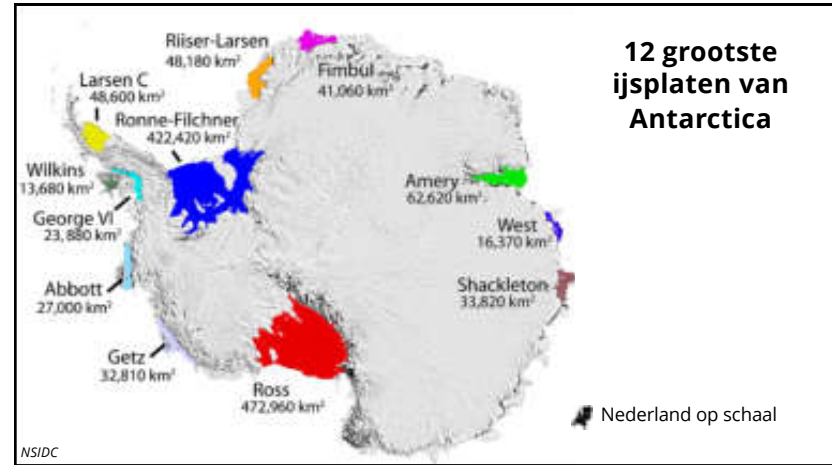 12 grootste
ijsplaten van
Antarctica
Riiser-Larsen
48,180 km²
Fimbul
41,060 km²
Larsen C
48,600 km²
Ronne-Filchner
422,420 km²
Wilkins
13,680 km²
George VI
23,880 km²
Abbott
27,000 km²
Getz
32,810 km²
Ross
472,960 km²
Amery
62,620 km²
West
16,370 km²
Shackleton
33,820 km²
Nederland op schaal
NSIDC